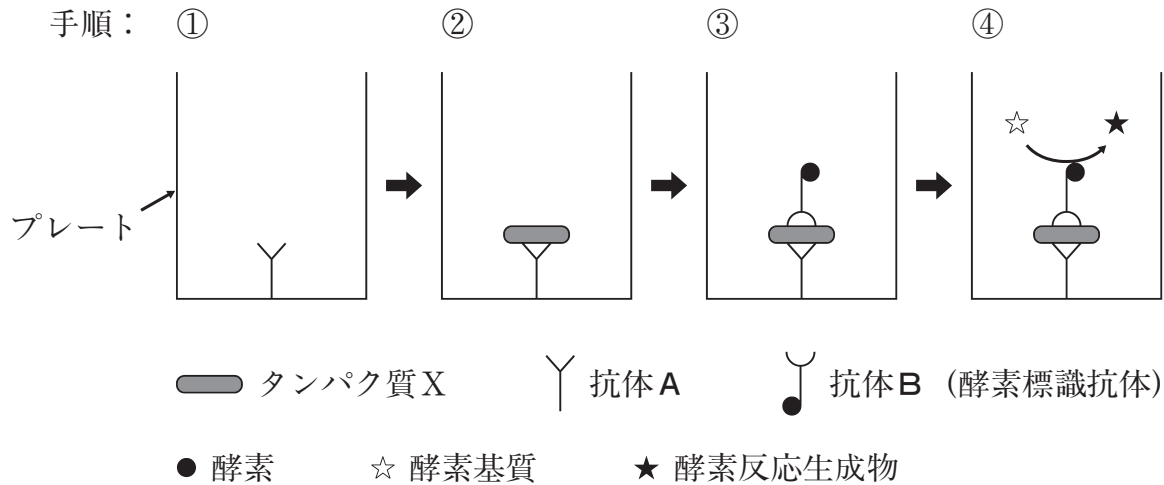 手順： ① ② ③ ④
プレート
タンパク質X 抗体A 抗体B (酵素標識抗体)
● 酵素 ☆ 酵素基質 ★ 酵素反応生成物